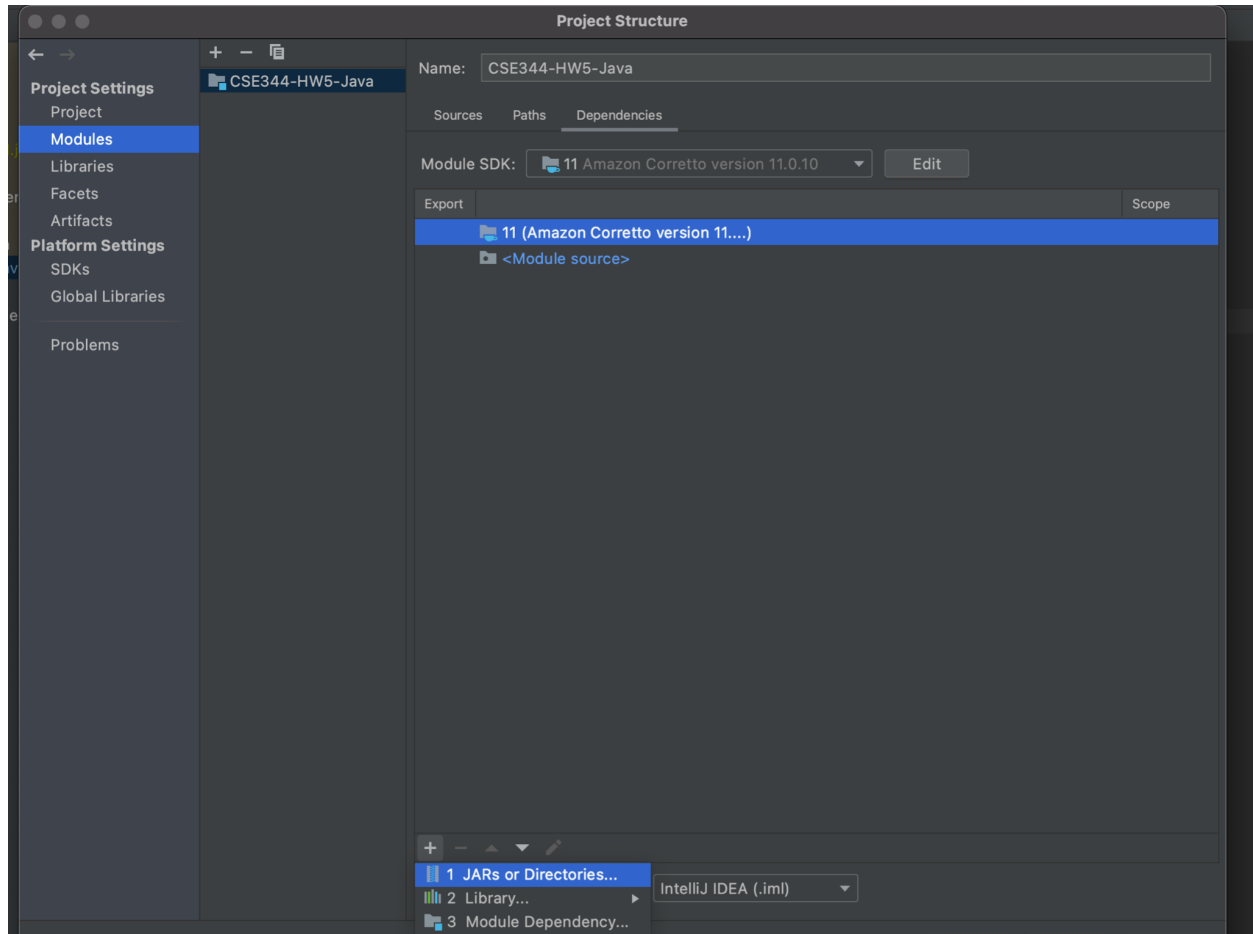 Project Structure
Project Settings
Project
Modules
Libraries
Facets
Artifacts
Platform Settings
SDKs
Global Libraries
Problems
CSE344-HW5-Java
Name: CSE344-HW5-Java
Sources Paths Dependencies
Module SDK: 11 Amazon Corretto version 11.0.10 Edit
Export Scope
11 (Amazon Corretto version 11....)
<Module source>
1 JARs or Directories...
2 Library...
3 Module Dependency...
IntelliJ IDEA (.iml)